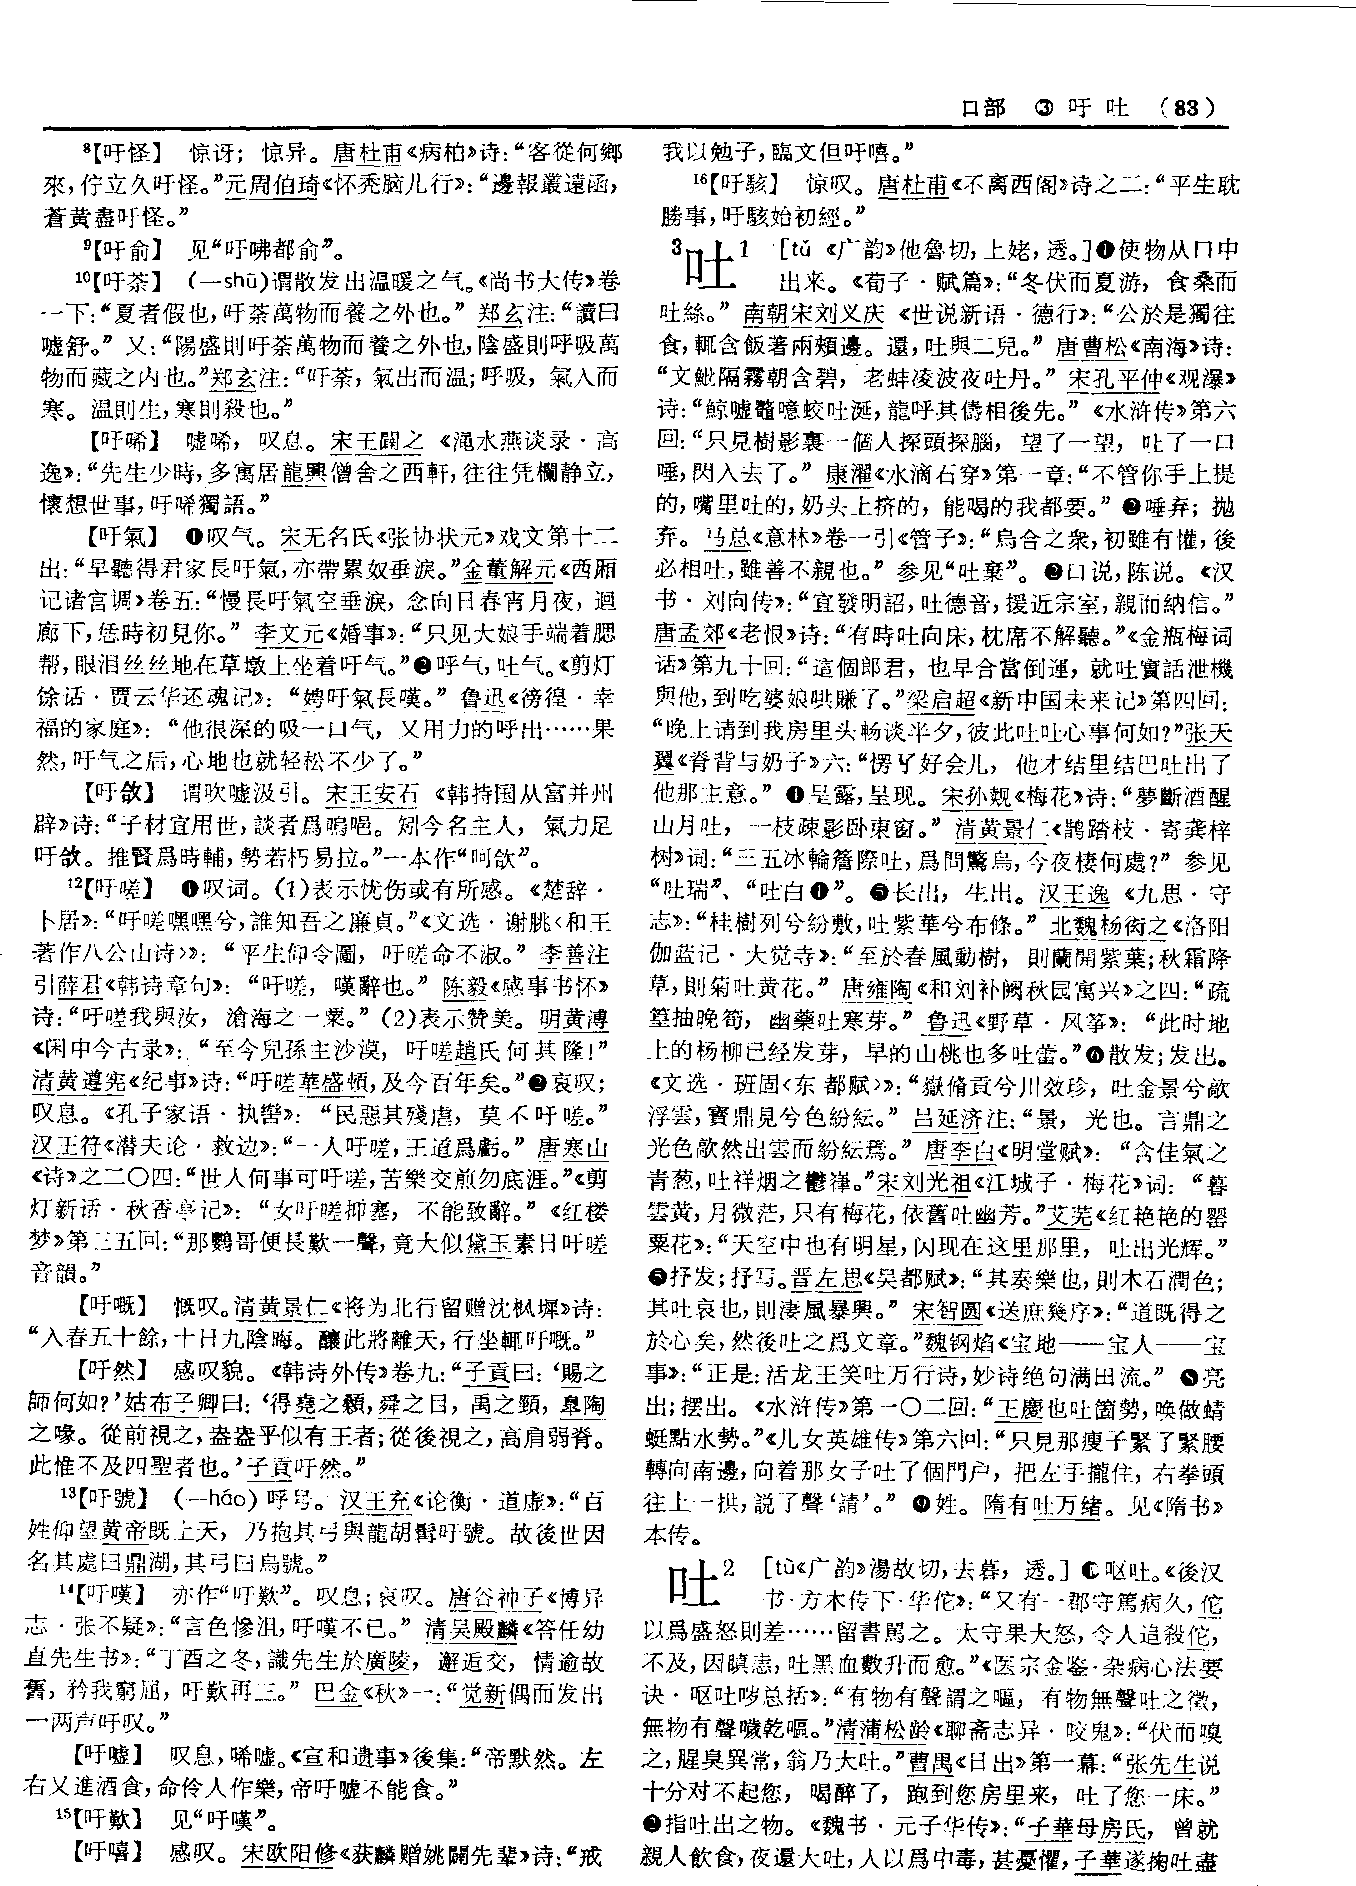 口部 ③ 吁 吐 (83)
⁸【吁怪】 惊讶；惊异。唐杜甫《病柏》诗：“客從何鄉
來，佇立久吁怪。”元周伯琦《怀秃脑儿行》：“邊報叢遠函，
蒼黄盡吁怪。”
⁹【吁俞】 见“吁咈都俞”。
¹⁰【吁荼】 (—shū)谓散发出温暖之气。《尚书大传》卷
一下：“夏者假也，吁荼萬物而養之外也。” 郑玄注：“讀曰
嘘舒。” 又：“陽盛則吁荼萬物而養之外也，陰盛則呼吸萬
物而藏之内也。”郑玄注：“吁荼，氣出而温；呼吸，氣入而
寒。温則生，寒則殺也。”
【吁唏】 嘘唏，叹息。宋王闢之《渑水燕谈录·高
逸》：“先生少時，多寓居龍興僧舍之西軒，往往凭欄静立，
懷想世事，吁唏獨語。”
【吁氣】 ❶叹气。宋无名氏《张协状元》戏文第十二
出：“早聽得君家長吁氣，亦帶累奴垂淚。”金董解元《西厢
记诸宫调》卷五：“慢長吁氣空垂淚，念向日春宵月夜，迴
廊下，恁時初見你。” 李文元《婚事》：“只见大娘手端着腮
帮，眼泪丝丝地在草墩上坐着吁气。”❷呼气，吐气。《剪灯
馀话·贾云华还魂记》：“娉吁氣長嘆。” 鲁迅《徬徨·幸
福的家庭》：“他很深的吸一口气，又用力的呼出……果
然，吁气之后，心地也就轻松不少了。”
【吁欱】 谓吹嘘汲引。宋王安石《韩持国从富并州
辟》诗：“子材宜用世，談者爲嗚唈。矧今名主人，氣力足
吁欱。推賢爲時輔，勢若朽易拉。”一本作“呵欱”。
¹²【吁嗟】 ❶叹词。(1)表示忧伤或有所感。《楚辞·
卜居》：“吁嗟嘿嘿兮，誰知吾之廉貞。”《文选·谢朓〈和王
著作八公山诗〉》：“平生仰令圖，吁嗟命不淑。” 李善注
引薛君《韩诗章句》：“吁嗟，嘆辭也。” 陈毅《感事书怀》
诗：“吁嗟我與汝，滄海之一粟。”(2)表示赞美。明黄溥
《闲中今古录》：“至今兒孫主沙漠，吁嗟趙氏何其隆！”
清黄遵宪《纪事》诗：“吁嗟華盛頓，及今百年矣。”❷哀叹；
叹息。《孔子家语·执辔》：“民惡其殘虐，莫不吁嗟。”
汉王符《潜夫论·救边》：“一人吁嗟，王道爲虧。” 唐寒山
《诗》之二〇四：“世人何事可吁嗟，苦樂交煎勿底涯。”《剪
灯新话·秋香亭记》：“女吁嗟抑塞，不能致辭。”《红楼
梦》第三五回：“那鹦哥便長歎一聲，竟大似黛玉素日吁嗟
音韻。”
【吁嘅】 慨叹。清黄景仁《将为北行留赠沈枫墀》诗：
“入春五十餘，十日九陰晦。釀此將離天，行坐輒吁嘅。”
【吁然】 感叹貌。《韩诗外传》卷九：“子貢曰：‘賜之
師何如？’姑布子卿曰：‘得堯之顙，舜之目，禹之頸，臯陶
之喙。從前視之，盎盎乎似有王者；從後視之，高肩弱脊。
此惟不及四聖者也。’子貢吁然。”
¹³【吁號】 (—háo) 呼号。汉王充《论衡·道虚》：“百
姓仰望黄帝既上天，乃抱其弓與龍胡髯吁號。故後世因
名其處曰鼎湖，其弓曰烏號。”
¹⁴【吁嘆】 亦作“吁歎”。叹息；哀叹。唐谷神子《博异
志·张不疑》：“言色慘沮，吁嘆不已。” 清吴殿麟《答任幼
直先生书》：“丁酉之冬，識先生於廣陵，邂逅交，情逾故
舊，矜我窮屈，吁歎再三。” 巴金《秋》一：“觉新偶而发出
一两声吁叹。”
【吁嘘】 叹息，唏嘘。《宣和遗事》後集：“帝默然。左
右又進酒食，命伶人作樂，帝吁嘘不能食。”
¹⁵【吁歎】 见“吁嘆”。
【吁嘻】 感叹。宋欧阳修《获麟赠姚闢先辈》诗：“戒
我以勉子，臨文但吁嘻。”
¹⁶【吁駭】 惊叹。唐杜甫《不离西阁》诗之二：“平生耽
勝事，吁駭始初經。”
³吐¹ [tǔ 《广韵》他魯切，上姥，透。]❶使物从口中
出来。《荀子·赋篇》：“冬伏而夏游，食桑而
吐絲。” 南朝宋刘义庆《世说新语·德行》：“公於是獨往
食，輒含飯著兩頰邊。還，吐與二兒。” 唐曹松《南海》诗：
“文魮隔霧朝含碧，老蚌凌波夜吐丹。” 宋孔平仲《观瀑》
诗：“鯨嘘鼉噫蛟吐涎，龍呼其儔相後先。”《水浒传》第六
回：“只見樹影裏一個人探頭探腦，望了一望，吐了一口
唾，閃入去了。” 康濯《水滴石穿》第一章：“不管你手上提
的，嘴里吐的，奶头上挤的，能喝的我都要。” ❷唾弃；抛
弃。马总《意林》卷一引《管子》：“烏合之衆，初雖有懽，後
必相吐，雖善不親也。” 参见“吐棄”。❸口说，陈说。《汉
书·刘向传》：“宜發明詔，吐德音，援近宗室，親而納信。”
唐孟郊《老恨》诗：“有時吐向床，枕席不解聽。”《金瓶梅词
话》第九十回：“這個郎君，也早合當倒運，就吐實話泄機
與他，到吃婆娘哄賺了。”梁启超《新中国未来记》第四回：
“晚上请到我房里头畅谈半夕，彼此吐吐心事何如？”张天
翼《脊背与奶子》六：“愣了好会儿，他才结里结巴吐出了
他那主意。” ❹呈露，呈现。宋孙觌《梅花》诗：“夢斷酒醒
山月吐，一枝疎影卧東窗。” 清黄景仁《鹊踏枝·寄龚梓
树》词：“三五冰輪簷際吐，爲問驚烏，今夜棲何處？” 参见
“吐瑞”、“吐白❶”。❺长出，生出。汉王逸《九思·守
志》：“桂樹列兮紛敷，吐紫華兮布條。” 北魏杨衒之《洛阳
伽蓝记·大觉寺》：“至於春風動樹，則蘭開紫葉；秋霜降
草，則菊吐黄花。” 唐雍陶《和刘补阙秋园寓兴》之四：“疏
篁抽晚筍，幽藥吐寒芽。” 鲁迅《野草·风筝》：“此时地
上的杨柳已经发芽，早的山桃也多吐蕾。”❻散发；发出。
《文选·班固〈东都赋〉》：“嶽脩貢兮川效珍，吐金景兮歊
浮雲，寶鼎見兮色紛紜。” 吕延济注：“景，光也。言鼎之
光色歊然出雲而紛紜焉。” 唐李白《明堂赋》：“含佳氣之
青葱，吐祥烟之鬱嵂。”宋刘光祖《江城子·梅花》词：“暮
雲黄，月微茫，只有梅花，依舊吐幽芳。”艾芜《红艳艳的罂
粟花》：“天空中也有明星，闪现在这里那里，吐出光辉。”
❼抒发；抒写。晋左思《吴都赋》：“其奏樂也，則木石潤色；
其吐哀也，則淒風暴興。” 宋智圆《送庶幾序》：“道既得之
於心矣，然後吐之爲文章。”魏钢焰《宝地——宝人——宝
事》：“正是：活龙王笑吐万行诗，妙诗绝句满田流。” ❽亮
出；摆出。《水浒传》第一〇二回：“王慶也吐箇勢，唤做蜻
蜓點水勢。”《儿女英雄传》第六回：“只見那瘦子緊了緊腰
轉向南邊，向着那女子吐了個門户，把左手攏住，右拳頭
往上一拱，説了聲‘請’。” ❾姓。隋有吐万绪。见《隋书》
本传。
吐² [tù《广韵》湯故切，去暮，透。] ❶呕吐。《後汉
书·方术传下·华佗》：“又有一郡守篤病久，佗
以爲盛怒則差……留書駡之。太守果大怒，令人追殺佗，
不及，因瞋恚，吐黑血數升而愈。”《医宗金鉴·杂病心法要
诀·呕吐哕总括》：“有物有聲謂之嘔，有物無聲吐之徵，
無物有聲噦乾嘔。”清蒲松龄《聊斋志异·咬鬼》：“伏而嗅
之，腥臭異常，翁乃大吐。”曹禺《日出》第一幕：“张先生说
十分对不起您，喝醉了，跑到您房里来，吐了您一床。”
❷指吐出之物。《魏书·元子华传》：“子華母房氏，曾就
親人飲食，夜還大吐，人以爲中毒，甚憂懼，子華遂掬吐盡